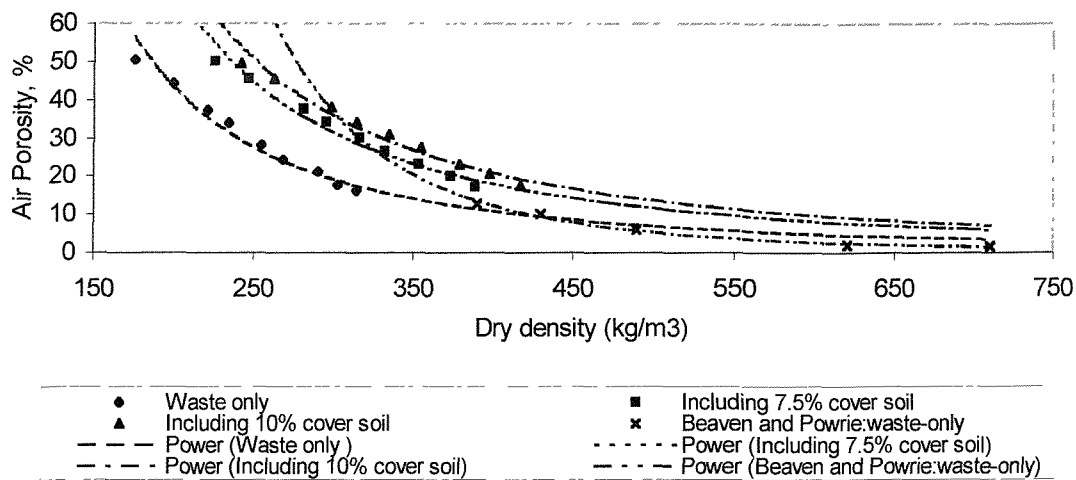 60
50
40
30
20
10
0
Air Porosity, %
150 250 350 450 550 650 750
Dry density (kg/m3)
Waste only
Including 7.5% cover soil
Including 10% cover soil
Beaven and Powrie:waste-only
Power (Waste only )
Power (Including 7.5% cover soil)
Power (Including 10% cover soil)
Power (Beaven and Powrie:waste-only)